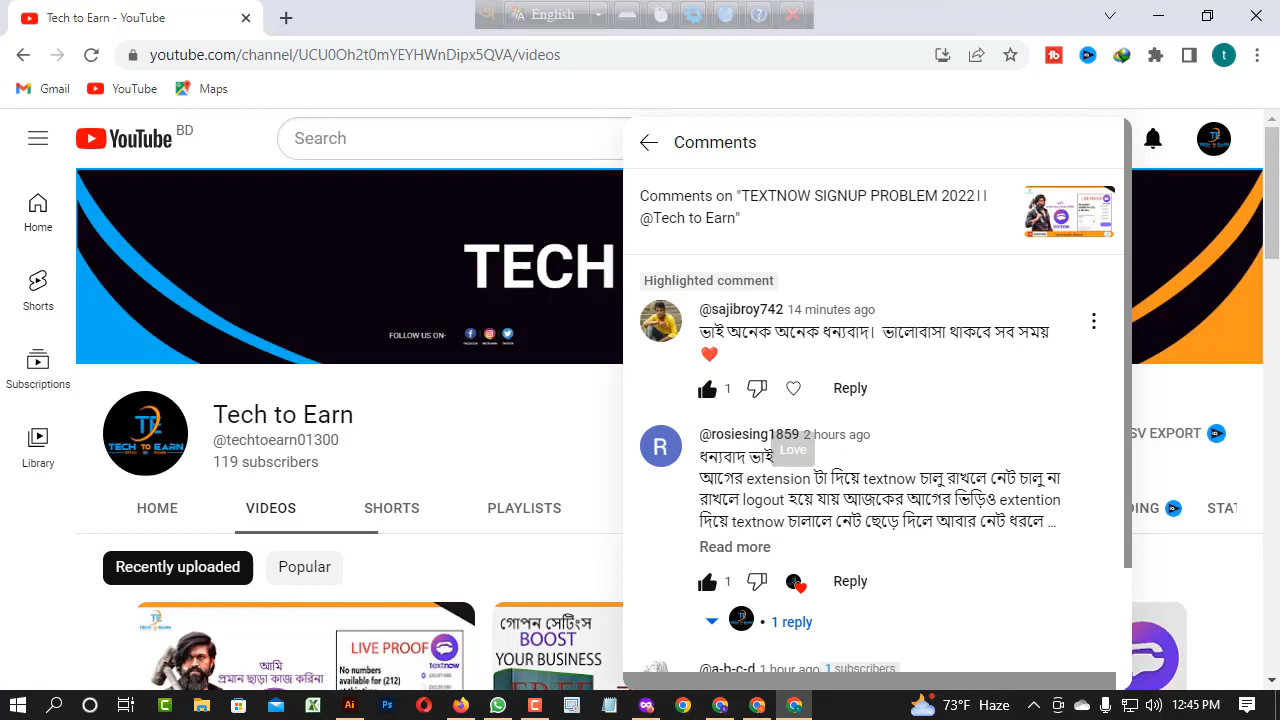 Tech to Earn - YouTube
English
youtube.com/channel/UCU0Oh2t0mYEYHWnDipx5QVA/videos
Gmail YouTube Maps
YouTube BD
Search
Home
Shorts
Subscriptions
Library
TECH
FOLLOW US ON-
Tech to Earn
@techtoearn01300
119 subscribers
HOME VIDEOS SHORTS PLAYLISTS
Recently uploaded Popular
LIVE PROOF
No numbers
available for (212)
আমি
প্রমান ছাড়া কাজ করিনা
textnow
গোপন সেটিংস
BOOST
YOUR BUSINESS
FREE
Comments
Comments on "TEXTNOW SIGNUP PROBLEM 2022 | |
@Tech to Earn"
Highlighted comment
@sajibroy742 14 minutes ago
ভাই অনেক অনেক ধন্যবাদ। ভালোবাসা থাকবে সব সময়
❤️
1 Reply
@rosiesing1859 2 hours ago
ধন্যবাদ ভাই
Love
আগের extension টা দিয়ে textnow চালু রাখলে নেট চালু না
রাখলে logout হয়ে যায় আজকের আগের ভিড়িও extention
দিয়ে textnow চালালে নেট ছেড়ে দিলে আবার নেট ধরলে ...
Read more
1 Reply
• 1 reply
@a-b-c-d 1 hour ago 1 subscribers
SV EXPORT
STAT
73°F Haze
12:45 PM